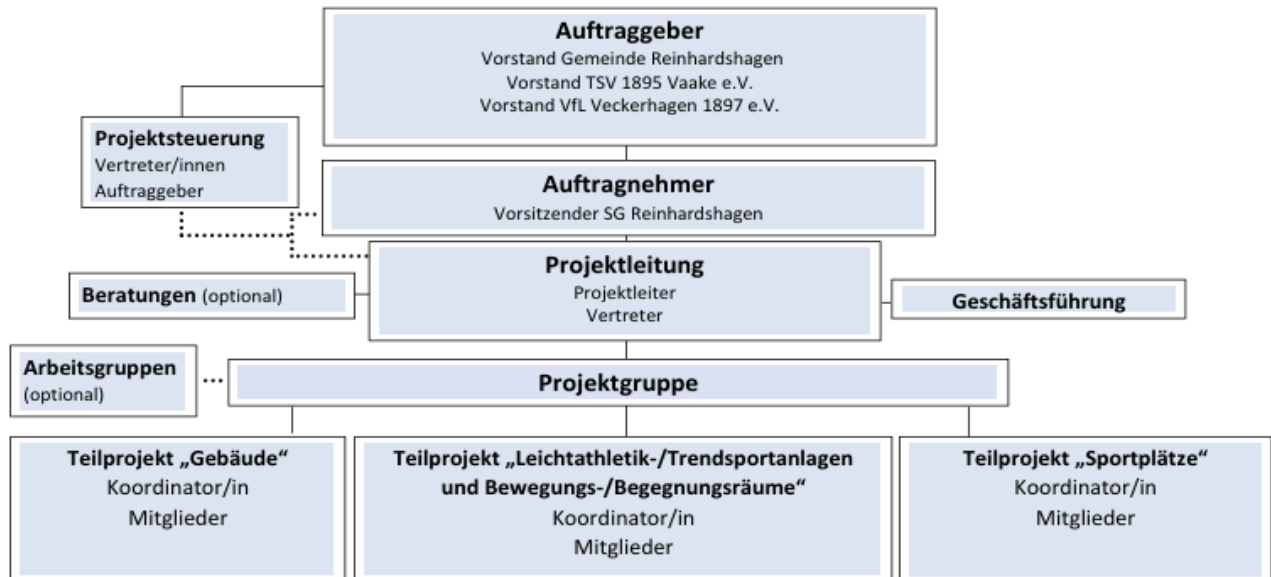 Auftraggeber
Vorstand Gemeinde Reinhardshagen
Vorstand TSV 1895 Vaake e.V.
Vorstand VfL Veckerhagen 1897 e.V.
Projektsteuerung
Vertreter/innen
Auftraggeber
Auftragnehmer
Vorsitzender SG Reinhardshagen
Projektleitung
Projektleiter
Vertreter
Beratungen (optional)
Geschäftsführung
Arbeitsgruppen
(optional)
Projektgruppe
Teilprojekt „Gebäude“
Koordinator/in
Mitglieder
Teilprojekt „Leichtathletik-/Trendsportanlagen
und Bewegungs-/Begegnungsräume“
Koordinator/in
Mitglieder
Teilprojekt „Sportplätze“
Koordinator/in
Mitglieder